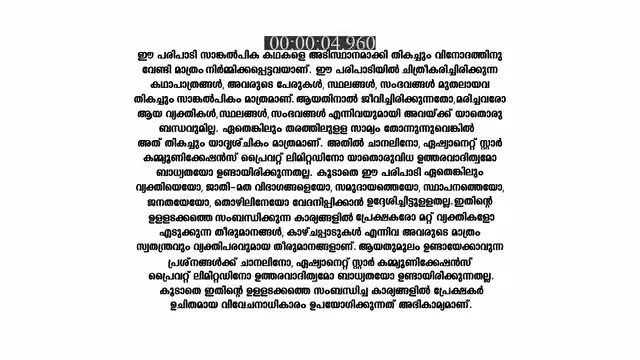 00:00:04.960
ഈ പരിപാടി സാങ്കൽപിക കഥകളെ അടിസ്ഥാനമാക്കി തികച്ചും വിനോദത്തിനു
വേണ്ടി മാത്രം നിർമ്മിക്കപ്പെട്ടവയാണ്. ഈ പരിപാടിയിൽ ചിത്രീകരിച്ചിരിക്കുന്ന
കഥാപാത്രങ്ങൾ, അവരുടെ പേരുകൾ, സ്ഥലങ്ങൾ, സംഭവങ്ങൾ മുതലായവ
തികച്ചും സാങ്കൽപികം മാത്രമാണ്. ആയതിനാൽ ജീവിച്ചിരിക്കുന്നതോ,മരിച്ചവരോ
ആയ വ്യക്തികൾ,സ്ഥലങ്ങൾ,സംഭവങ്ങൾ എന്നിവയുമായി അവയ്ക്ക് യാതൊരു
ബന്ധവുമില്ല. ഏതെങ്കിലും തരത്തിലുളള സാമ്യം തോന്നുന്നുവെങ്കിൽ
അത് തികച്ചും യാദൃശ്ചികം മാത്രമാണ്. അതിൽ ചാനലിനോ, ഏഷ്യാനെറ്റ് സ്റ്റാർ
കമ്മ്യൂണിക്കേഷൻസ് പ്രൈവറ്റ് ലിമിറ്റഡിനോ യാതൊരുവിധ ഉത്തരവാദിത്വമോ
ബാധ്യതയോ ഉണ്ടായിരിക്കുന്നതല്ല. കൂടാതെ ഈ പരിപാടി ഏതെങ്കിലും
വ്യക്തിയെയോ, ജാതി-മത വിഭാഗങ്ങളെയോ, സമുദായത്തെയോ, സ്ഥാപനത്തെയോ,
ജനതയേയോ, തൊഴിലിനേയോ വേദനിപ്പിക്കാൻ ഉദ്ദേശിച്ചിട്ടുളളതല്ല.ഇതിന്റെ
ഉളളടക്കത്തെ സംബന്ധിക്കുന്ന കാര്യങ്ങളിൽ പ്രേക്ഷകരോ മറ്റ് വ്യക്തികളോ
എടുക്കുന്ന തീരുമാനങ്ങൾ, കാഴ്ചപ്പാടുകൾ എന്നിവ അവരുടെ മാത്രം
സ്വതന്ത്രവും വ്യക്തിപരവുമായ തീരുമാനങ്ങളാണ്. ആയതുമൂലം ഉണ്ടായേക്കാവുന്ന
പ്രശ്നങ്ങൾക്ക് ചാനലിനോ, ഏഷ്യാനെറ്റ് സ്റ്റാർ കമ്മ്യൂണിക്കേഷൻസ്
പ്രൈവറ്റ് ലിമിറ്റഡിനോ ഉത്തരവാദിത്വമോ ബാധ്യതയോ ഉണ്ടായിരിക്കുന്നതല്ല.
കൂടാതെ ഇതിന്റെ ഉളളടക്കത്തെ സംബന്ധിച്ച കാര്യങ്ങളിൽ പ്രേക്ഷകർ
ഉചിതമായ വിവേചനാധികാരം ഉപയോഗിക്കുന്നത് അഭികാമ്യമാണ്.